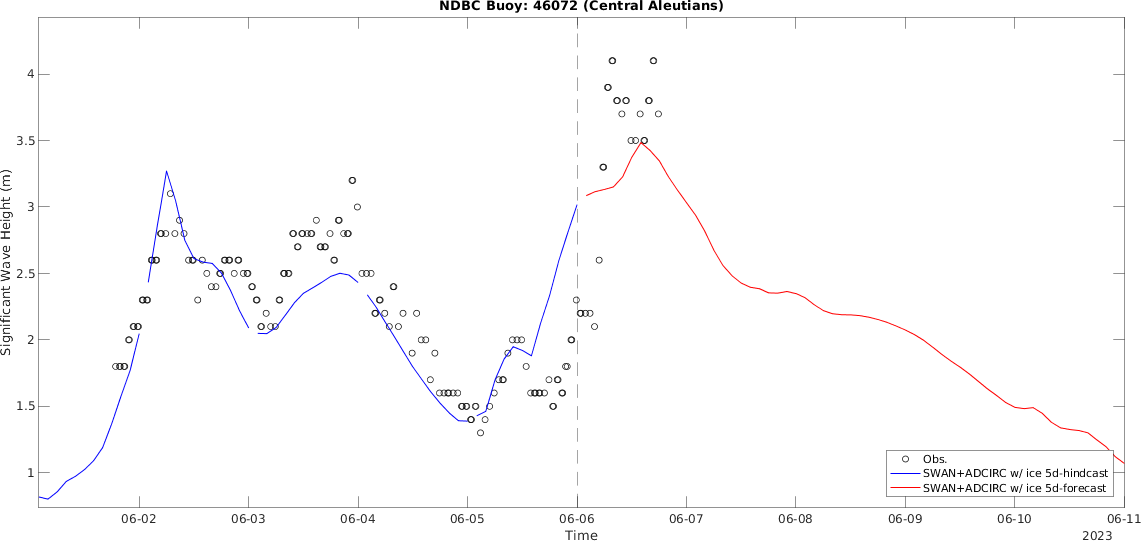 NDBC Buoy: 46072 (Central Aleutians)
Significant Wave Height (m)
4
3.5
3
2.5
2
1.5
1
06-02 06-03 06-04 06-05 06-06 06-07 06-08 06-09 06-10 06-11
Time
2023
Obs.
SWAN+ADCIRC w/ ice 5d-hindcast
SWAN+ADCIRC w/ ice 5d-forecast